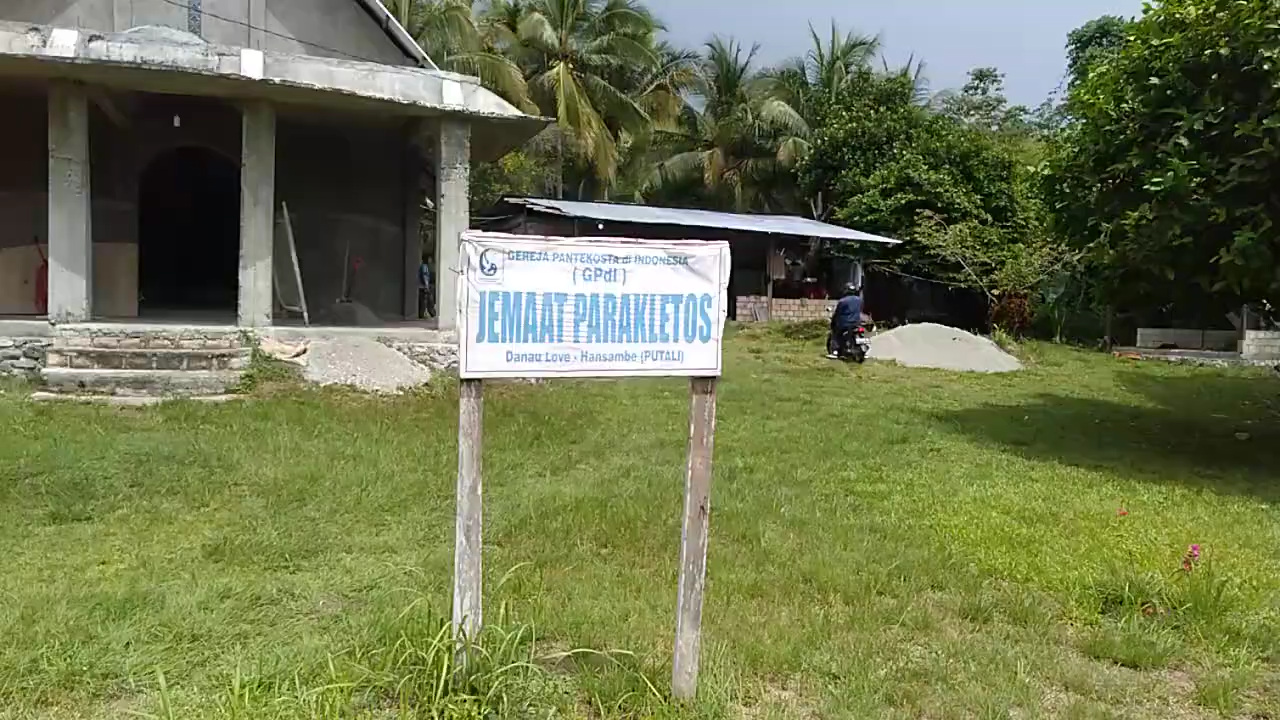 GEREJA PANTEKOSTA di INDONESIA
( GPdI )
JEMAAT PARAKLETOS
Danau Love - Hansambe (PUTALI)